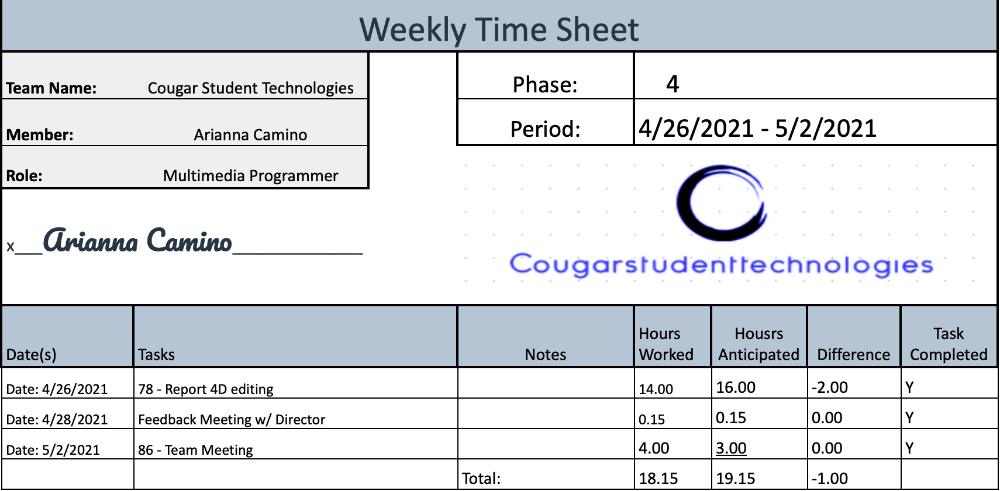 Weekly Time Sheet
Team Name: Cougar Student Technologies
Phase: 4
Member: Arianna Camino
Period: 4/26/2021 - 5/2/2021
Role: Multimedia Programmer
x___Arianna Camino______________
Cougarstudenttechnologies
Date(s) Tasks Notes Hours Worked Housrs Anticipated Difference Task Completed
Date: 4/26/2021 78 - Report 4D editing 14.00 16.00 -2.00 Y
Date: 4/28/2021 Feedback Meeting w/ Director 0.15 0.15 0.00 Y
Date: 5/2/2021 86 - Team Meeting 4.00 3.00 0.00 Y
Total: 18.15 19.15 -1.00